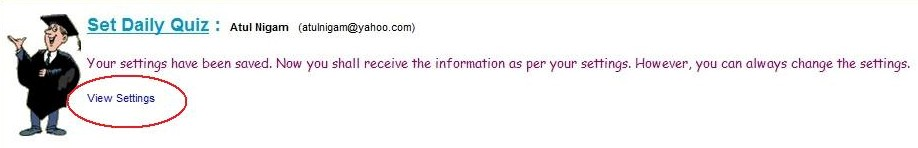 Set Daily Quiz : Atul Nigam (atulnigam@yahoo.com)
Your settings have been saved. Now you shall receive the information as per your settings. However, you can always change the settings.
View Settings